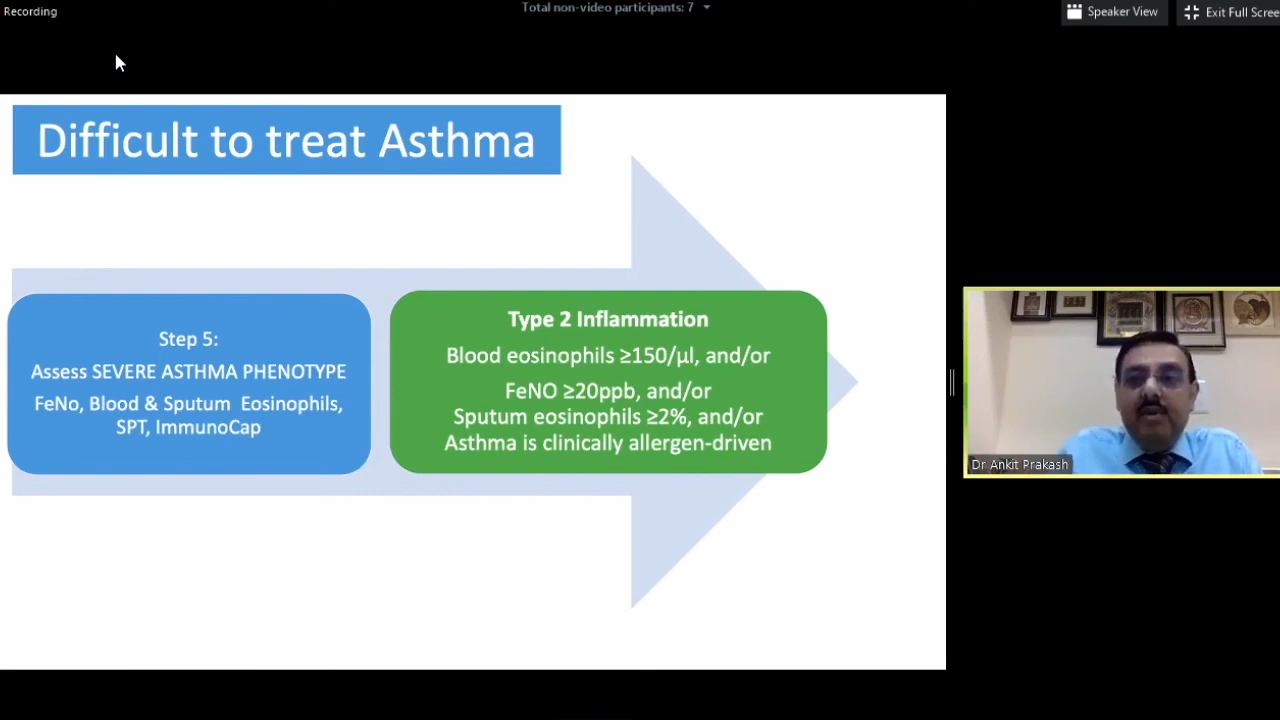 Recording
Total non-video participants: 7
Speaker View
Exit Full Scree
Difficult to treat Asthma
Step 5:
Assess SEVERE ASTHMA PHENOTYPE
FeNo, Blood & Sputum Eosinophils,
SPT, ImmunoCap
Type 2 Inflammation
Blood eosinophils ≥150/μl, and/or
FeNO ≥20ppb, and/or
Sputum eosinophils ≥2%, and/or
Asthma is clinically allergen-driven
Dr Ankit Prakash